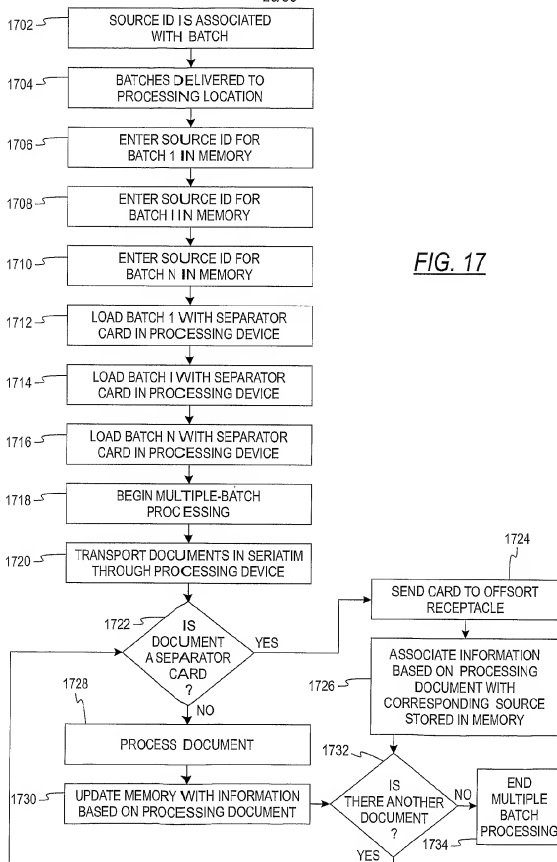 1702
SOURCE ID IS ASSOCIATED
WITH BATCH
1704
BATCHES DELIVERED TO
PROCESSING LOCATION
1706
ENTER SOURCE ID FOR
BATCH 1 IN MEMORY
1708
ENTER SOURCE ID FOR
BATCH I IN MEMORY
1710
ENTER SOURCE ID FOR
BATCH N IN MEMORY
FIG. 17
1712
LOAD BATCH 1 WITH SEPARATOR
CARD IN PROCESSING DEVICE
1714
LOAD BATCH I WITH SEPARATOR
CARD IN PROCESSING DEVICE
1716
LOAD BATCH N WITH SEPARATOR
CARD IN PROCESSING DEVICE
1718
BEGIN MULTIPLE-BATCH
PROCESSING
1720
TRANSPORT DOCUMENTS IN SERIATIM
THROUGH PROCESSING DEVICE
1722
IS
DOCUMENT
A SEPARATOR
CARD
?
YES
NO
1724
SEND CARD TO OFFSORT
RECEPTACLE
1726
ASSOCIATE INFORMATION
BASED ON PROCESSING
DOCUMENT WITH
CORRESPONDING SOURCE
STORED IN MEMORY
1728
PROCESS DOCUMENT
1730
UPDATE MEMORY WITH INFORMATION
BASED ON PROCESSING DOCUMENT
1732
IS
THERE ANOTHER
DOCUMENT
?
NO
YES
END
MULTIPLE
BATCH
PROCESSING
1734